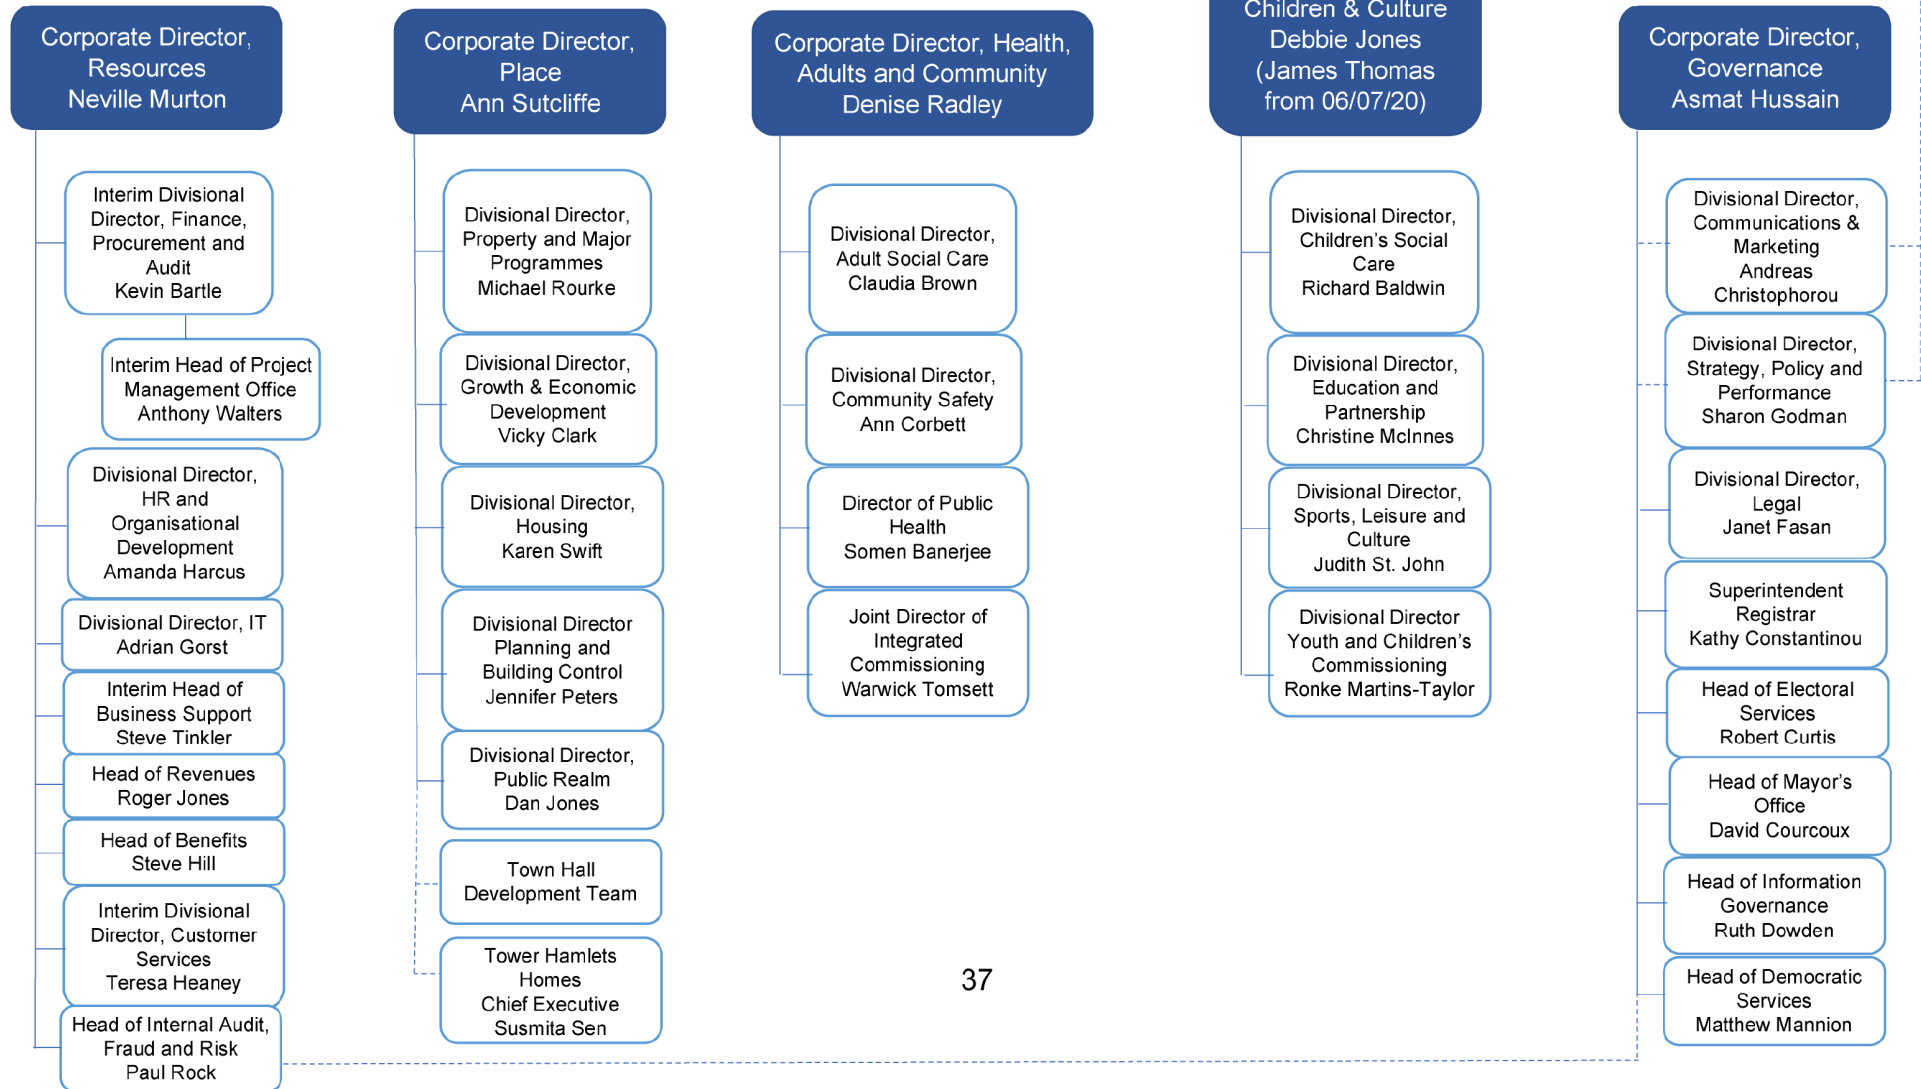 Corporate Director,
Resources
Neville Murton
Interim Divisional
Director, Finance,
Procurement and
Audit
Kevin Bartle
Interim Head of Project
Management Office
Anthony Walters
Divisional Director,
HR and
Organisational
Development
Amanda Harcus
Divisional Director, IT
Adrian Gorst
Interim Head of
Business Support
Steve Tinkler
Head of Revenues
Roger Jones
Head of Benefits
Steve Hill
Interim Divisional
Director, Customer
Services
Teresa Heaney
Head of Internal Audit,
Fraud and Risk
Paul Rock
Corporate Director,
Place
Ann Sutcliffe
Divisional Director,
Property and Major
Programmes
Michael Rourke
Divisional Director,
Growth & Economic
Development
Vicky Clark
Divisional Director,
Housing
Karen Swift
Divisional Director
Planning and
Building Control
Jennifer Peters
Divisional Director,
Public Realm
Dan Jones
Town Hall
Development Team
Tower Hamlets
Homes
Chief Executive
Susmita Sen
Corporate Director, Health,
Adults and Community
Denise Radley
Divisional Director,
Adult Social Care
Claudia Brown
Divisional Director,
Community Safety
Ann Corbett
Director of Public
Health
Somen Banerjee
Joint Director of
Integrated
Commissioning
Warwick Tomsett
Children & Culture
Debbie Jones
(James Thomas
from 06/07/20)
Divisional Director,
Children's Social
Care
Richard Baldwin
Divisional Director,
Education and
Partnership
Christine McInnes
Divisional Director,
Sports, Leisure and
Culture
Judith St. John
Divisional Director
Youth and Children's
Commissioning
Ronke Martins-Taylor
Corporate Director,
Governance
Asmat Hussain
Divisional Director,
Communications &
Marketing
Andreas
Christophorou
Divisional Director,
Strategy, Policy and
Performance
Sharon Godman
Divisional Director,
Legal
Janet Fasan
Superintendent
Registrar
Kathy Constantinou
Head of Electoral
Services
Robert Curtis
Head of Mayor's
Office
David Courcoux
Head of Information
Governance
Ruth Dowden
Head of Democratic
Services
Matthew Mannion
37